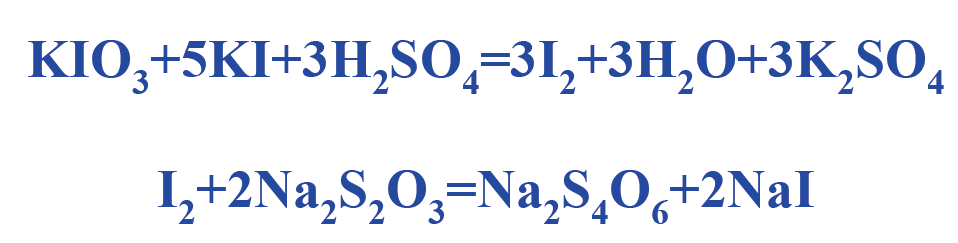 KIO₃+5KI+3H₂SO₄=3I₂+3H₂O+3K₂SO₄
I₂+2Na₂S₂O₃=Na₂S₄O₆+2NaI